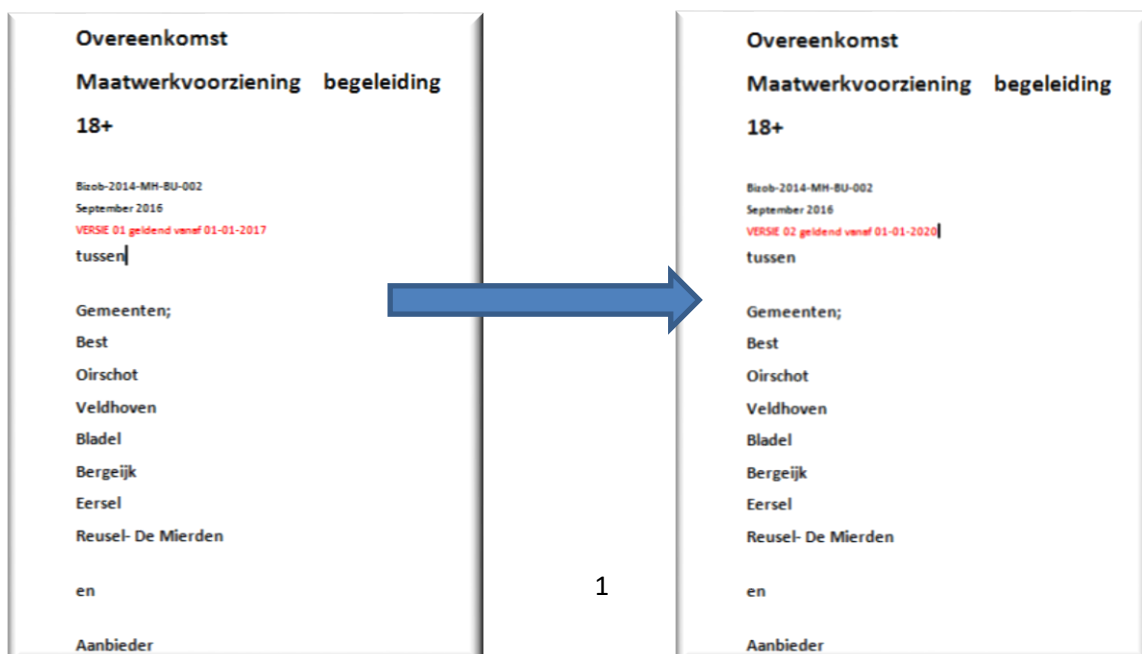 Overeenkomst
Maatwerkvoorziening begeleiding
18+
Bizob-2014-MH-BU-002
September 2016
VERSIE 01 geldend vanaf 01-01-2017
tussen
Gemeenten;
Best
Oirschot
Veldhoven
Bladel
Bergeijk
Eersel
Reusel- De Mierden
en
Aanbieder
1
Overeenkomst
Maatwerkvoorziening begeleiding
18+
Bizob-2014-MH-BU-002
September 2016
VERSIE 02 geldend vanaf 01-01-2020
tussen
Gemeenten;
Best
Oirschot
Veldhoven
Bladel
Bergeijk
Eersel
Reusel- De Mierden
en
Aanbieder